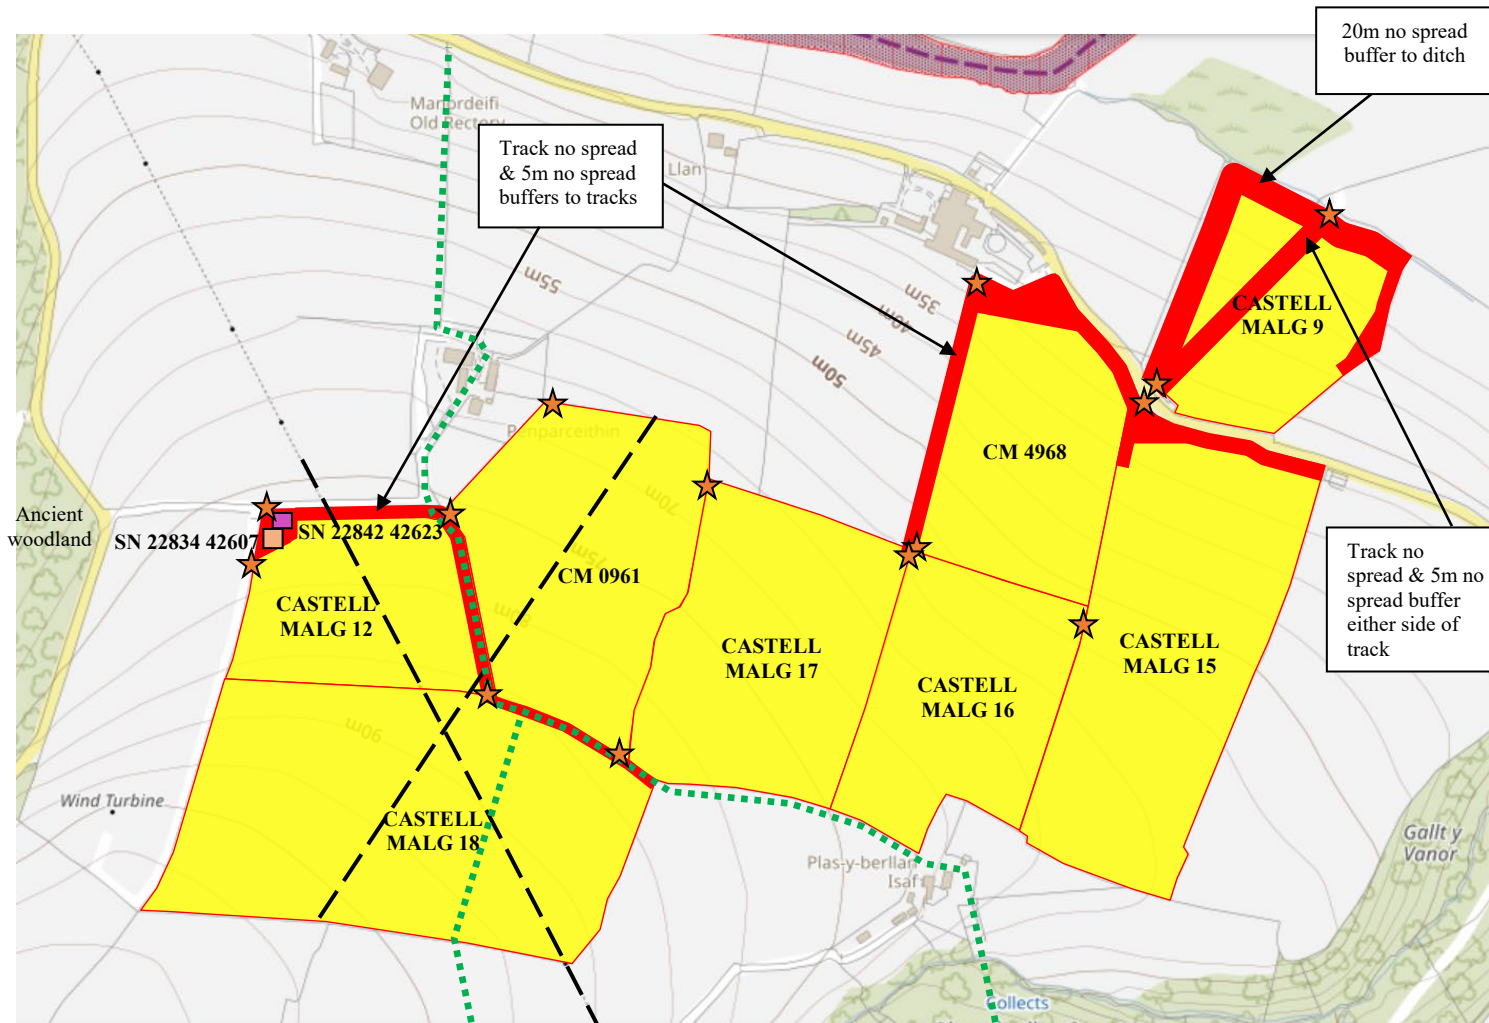 20m no spread
buffer to ditch
Manordeifi
Old Rectory
Track no spread
& 5m no spread
buffers to tracks
Llan
55m
35m
40m
45m
50m
CASTELL
MALG 9
Penparceithin
CM 4968
70m
Ancient
woodland
SN 22834 42607
SN 22842 42623
75m
CM 0961
80m
CASTELL
MALG 12
CASTELL
MALG 17
CASTELL
MALG 16
CASTELL
MALG 15
Track no
spread & 5m no
spread buffer
either side of
track
90m
Wind Turbine
CASTELL
MALG 18
Plas-y-berllan
Isaf
Gallt y
Vanor
Collects